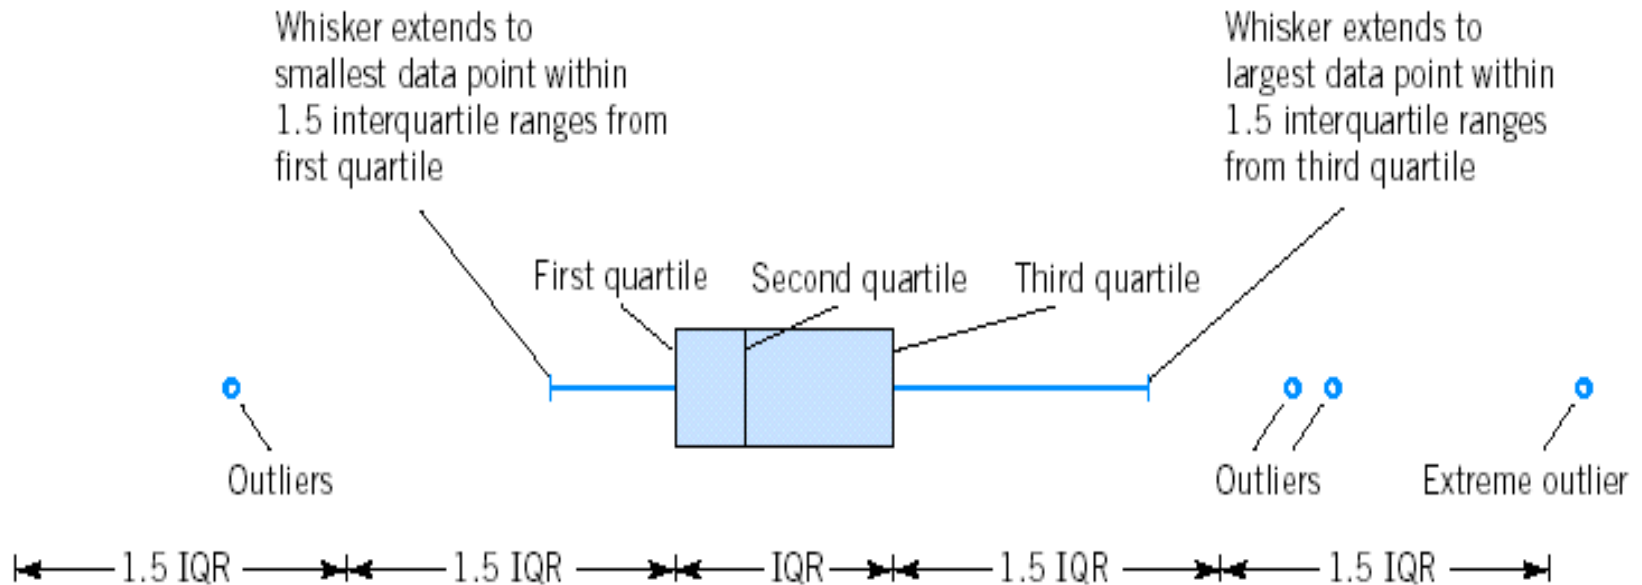 Whisker extends to
smallest data point within
1.5 interquartile ranges from
first quartile
Whisker extends to
largest data point within
1.5 interquartile ranges
from third quartile
First quartile
Second quartile
Third quartile
Outliers
Outliers
Extreme outlier
1.5 IQR
1.5 IQR
IQR
1.5 IQR
1.5 IQR